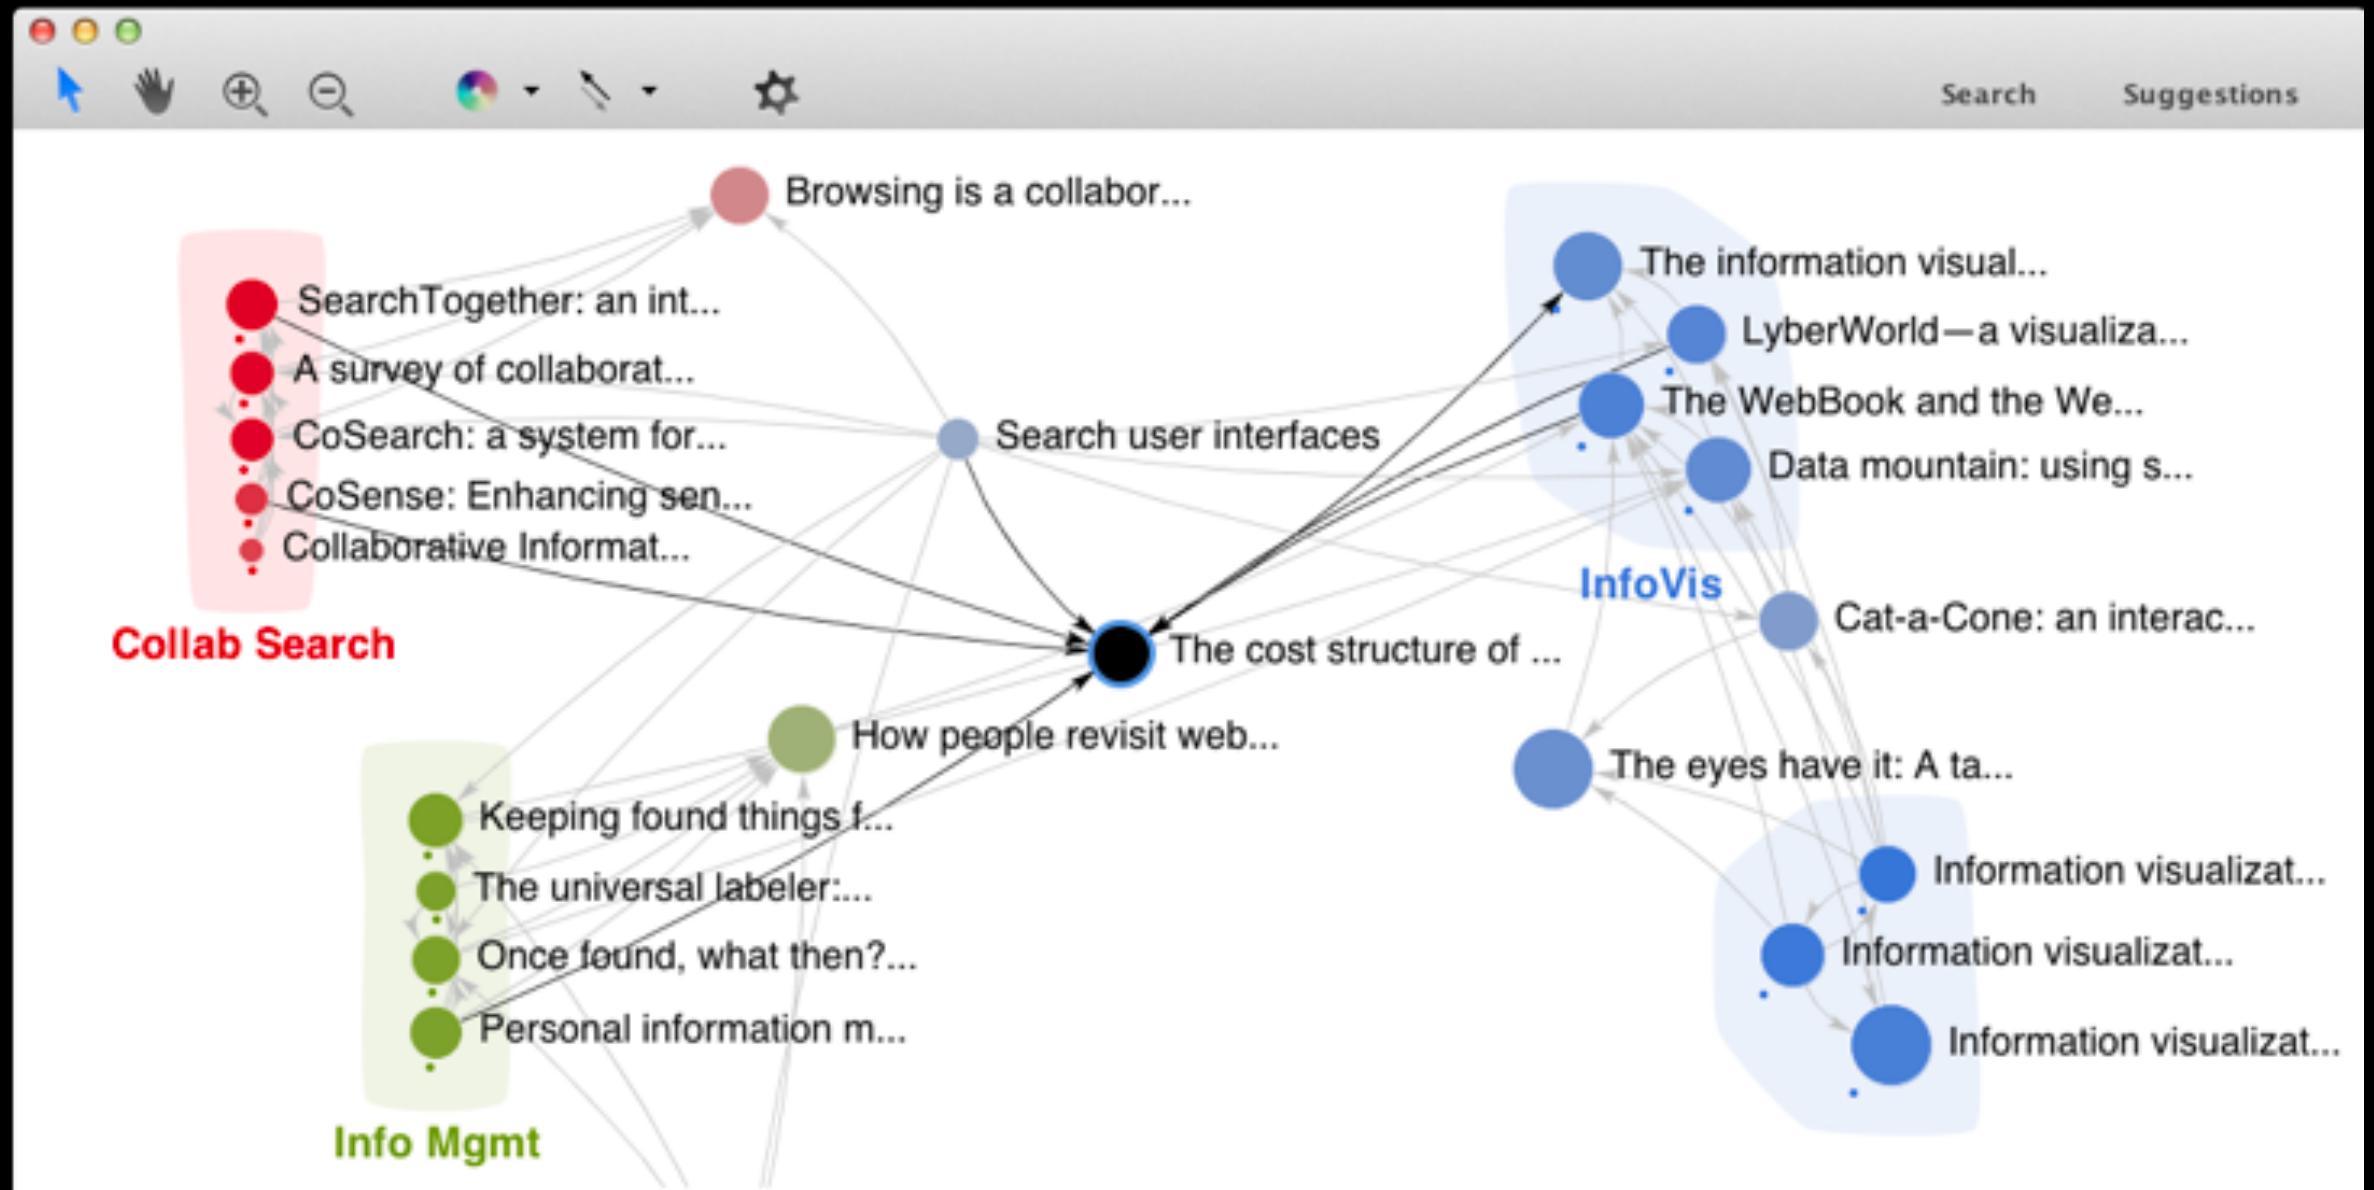 Search Suggestions
Browsing is a collabor...
The information visual...
SearchTogether: an int...
LyberWorld—a visualiza...
A survey of collaborat...
The WebBook and the We...
CoSearch: a system for...
Search user interfaces
Data mountain: using s...
CoSense: Enhancing sen...
Collaborative Informat...
InfoVis
Cat-a-Cone: an interac...
Collab Search
The cost structure of ...
How people revisit web...
The eyes have it: A ta...
Keeping found things f...
Information visualizat...
The universal labeler:...
Once found, what then?...
Information visualizat...
Personal information m...
Information visualizat...
Info Mgmt